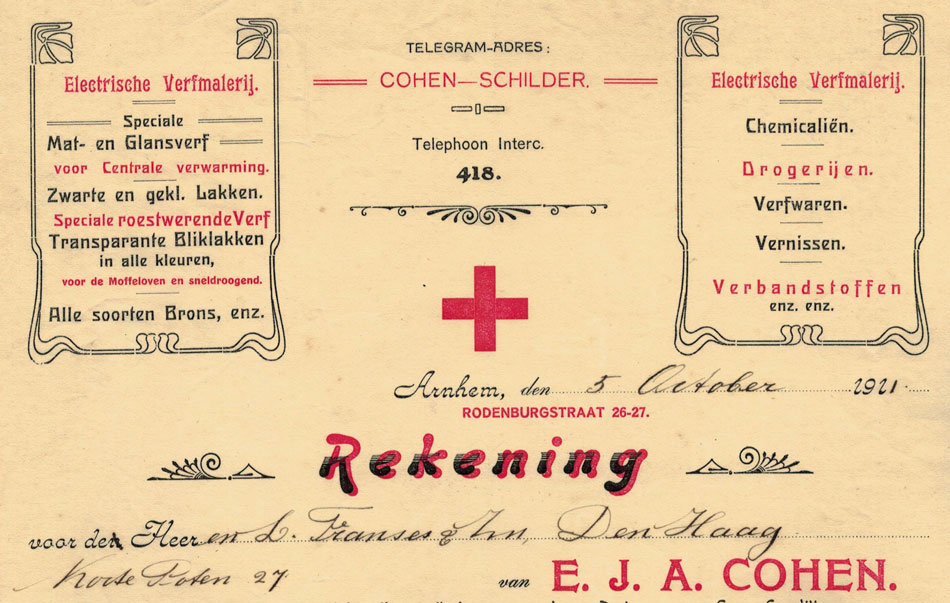 Electrische Verfmalerij.
Speciale
Mat- en Glansverf
voor Centrale verwarming.
Zwarte en gekl. Lakken.
Speciale roestwerende Verf
Transparante Bliklakken
in alle kleuren,
voor de Moffeloven en sneldroogend.
Alle soorten Brons, enz.
TELEGRAM-ADRES:
COHEN—SCHILDER.
Telephoon Interc.
418.
Electrische Verfmalerij.
Chemicaliën.
Drogerijen.
Verfwaren.
Vernissen.
Verbandstoffen
enz. enz.
Arnhem, den 5 October 1921.
RODENBURGSTRAAT 26-27.
Rekening
voor den Heeren L. Franses & Zn, Den Haag
Korte Poten 27
van E. J. A. COHEN.